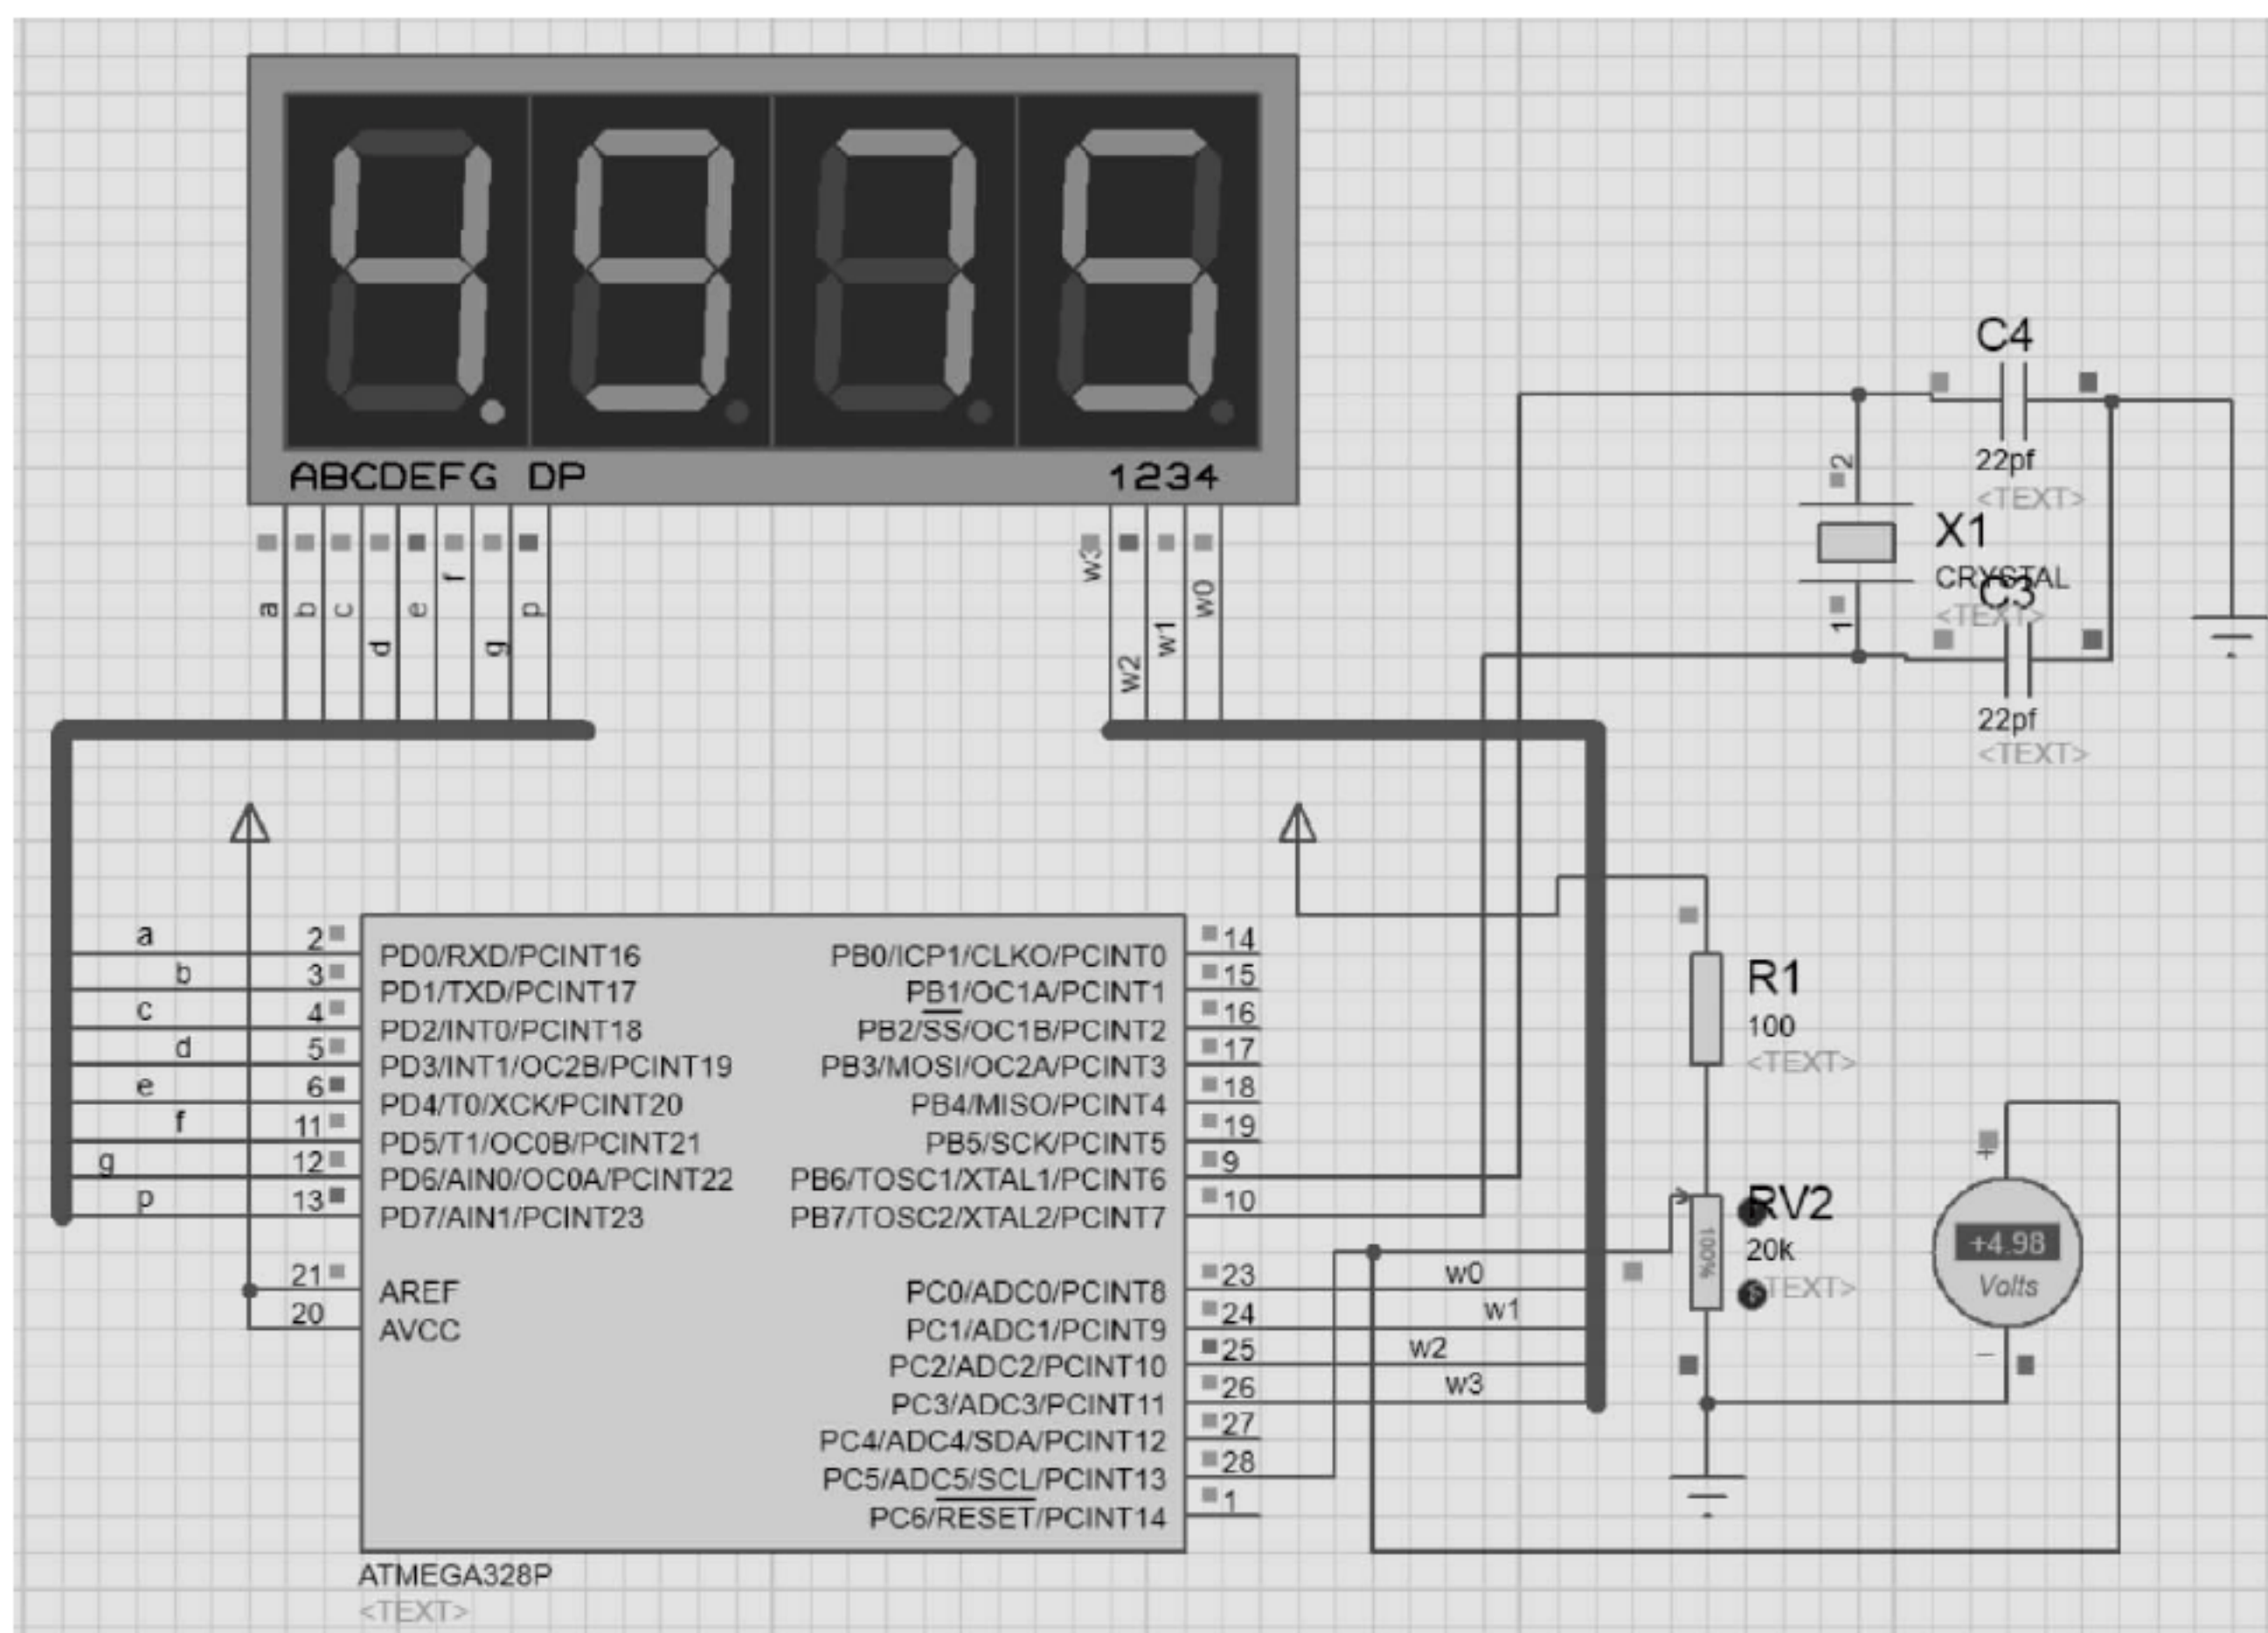 4.975
ABCDEFG DP
1234
a
b
c
d
e
f
g
p
w3
w2
w1
w0
C4
22pf
<TEXT>
2
X1
CRYSTAL
<TEXT>
1
C3
22pf
<TEXT>
a 2 PD0/RXD/PCINT16
b 3 PD1/TXD/PCINT17
c 4 PD2/INT0/PCINT18
d 5 PD3/INT1/OC2B/PCINT19
e 6 PD4/T0/XCK/PCINT20
f 11 PD5/T1/OC0B/PCINT21
g 12 PD6/AIN0/OC0A/PCINT22
p 13 PD7/AIN1/PCINT23
21 AREF
20 AVCC
PB0/ICP1/CLKO/PCINT0 14
PB1/OC1A/PCINT1 15
PB2/SS/OC1B/PCINT2 16
PB3/MOSI/OC2A/PCINT3 17
PB4/MISO/PCINT4 18
PB5/SCK/PCINT5 19
PB6/TOSC1/XTAL1/PCINT6 9
PB7/TOSC2/XTAL2/PCINT7 10
PC0/ADC0/PCINT8 23 w0
PC1/ADC1/PCINT9 24 w1
PC2/ADC2/PCINT10 25 w2
PC3/ADC3/PCINT11 26 w3
PC4/ADC4/SDA/PCINT12 27
PC5/ADC5/SCL/PCINT13 28
PC6/RESET/PCINT14 1
ATMEGA328P
<TEXT>
R1
100
<TEXT>
RV2
20k
<TEXT>
100%
+
+4.98
Volts
−